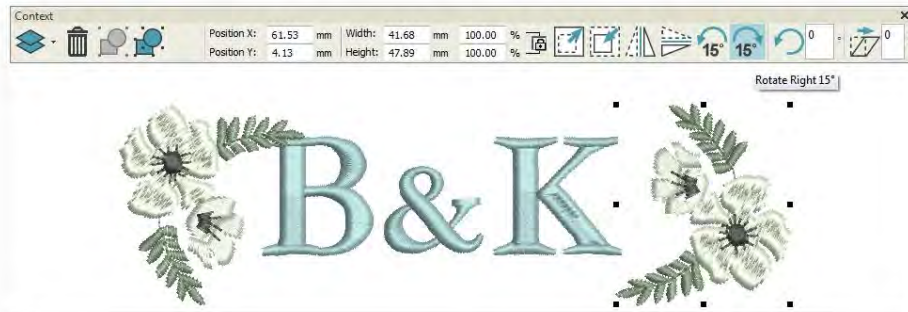 Context
Position X: 61.53 mm Width: 41.68 mm 100.00 % 15° 15° 0 ° 0
Position Y: 4.13 mm Height: 47.89 mm 100.00 %
Rotate Right 15°
B&K